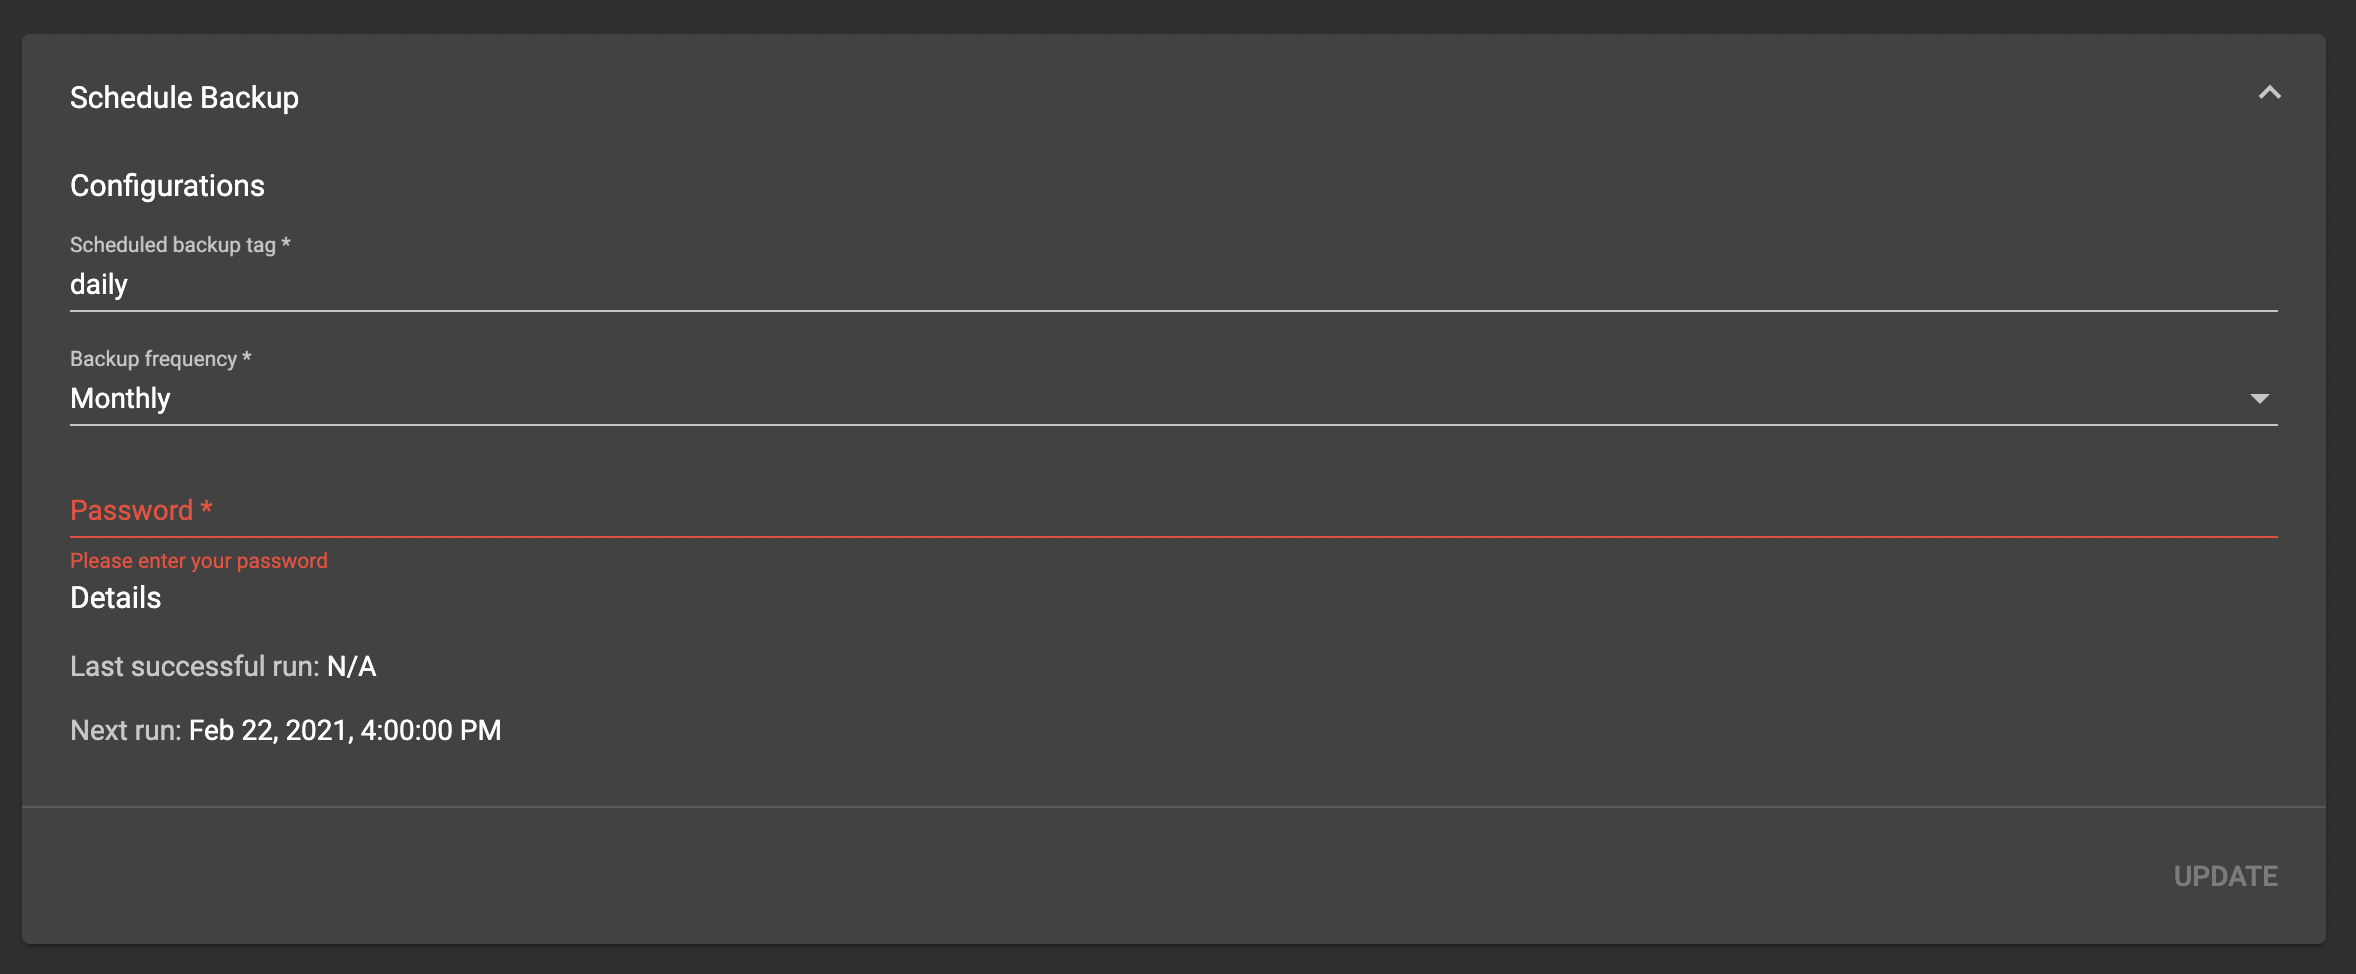 Schedule Backup
Configurations
Scheduled backup tag *
daily
Backup frequency *
Monthly
Password *
Please enter your password
Details
Last successful run: N/A
Next run: Feb 22, 2021, 4:00:00 PM
UPDATE